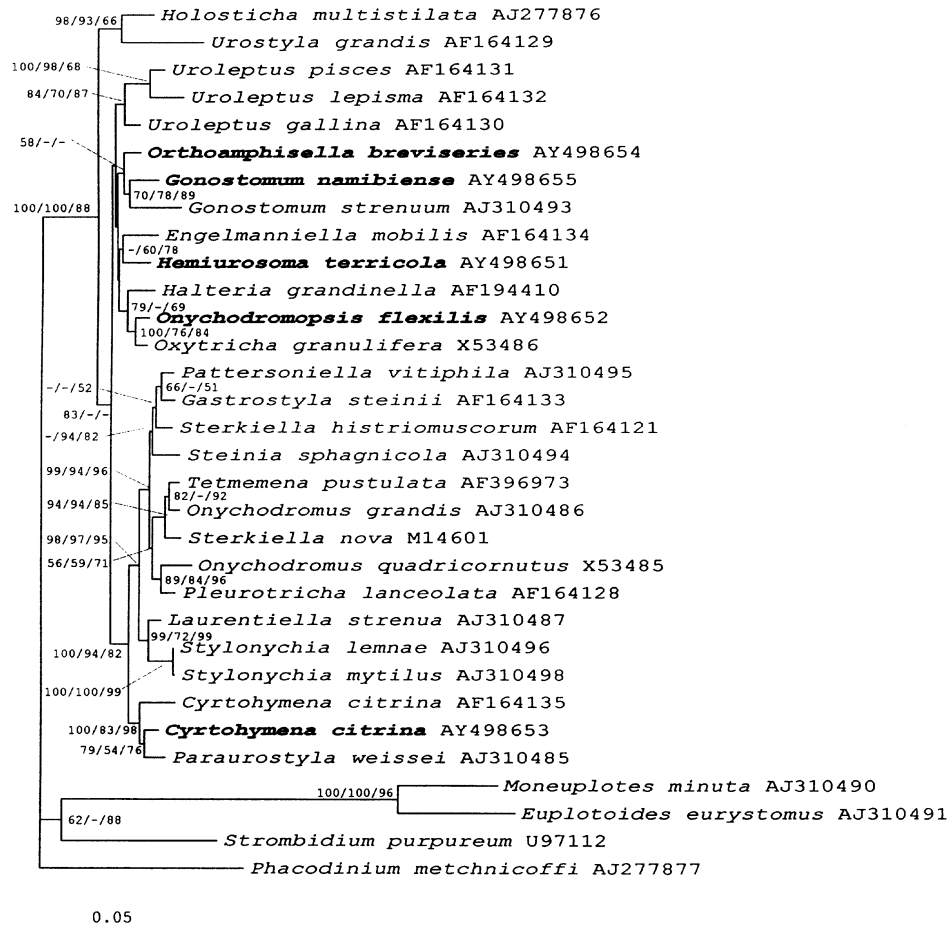 98/93/66
Holosticha multistilata AJ277876
Urostyla grandis AF164129
100/98/68
Uroleptus pisces AF164131
84/70/87
Uroleptus lepisma AF164132
Uroleptus gallina AF164130
58/-/-
Orthoamphisella breviseries AY498654
Gonostomum namibiense AY498655
70/78/89
100/100/88
Gonostomum strenuum AJ310493
Engelmanniella mobilis AF164134
-/60/78
Hemiurosoma terricola AY498651
Halteria grandinella AF194410
79/-/69
Onychodromopsis flexilis AY498652
100/76/84
Oxytricha granulifera X53486
Pattersoniella vitiphila AJ310495
-/-/52
66/-/51
Gastrostyla steinii AF164133
83/-/-
Sterkiella histriomuscorum AF164121
-/94/82
Steinia sphagnicola AJ310494
99/94/96
Tetmemena pustulata AF396973
82/-/92
94/94/85
Onychodromus grandis AJ310486
98/97/95
Sterkiella nova M14601
56/59/71
Onychodromus quadricornutus X53485
89/84/96
Pleurotricha lanceolata AF164128
Laurentiella strenua AJ310487
99/72/99
100/94/82
Stylonychia lemnae AJ310496
Stylonychia mytilus AJ310498
100/100/99
Cyrtohymena citrina AF164135
100/83/98
Cyrtohymena citrina AY498653
79/54/76
Paraurostyla weissei AJ310485
Moneuplotes minuta AJ310490
100/100/96
Euplotoides eurystomus AJ310491
62/-/88
Strombidium purpureum U97112
Phacodinium metchnicoffi AJ277877
0.05